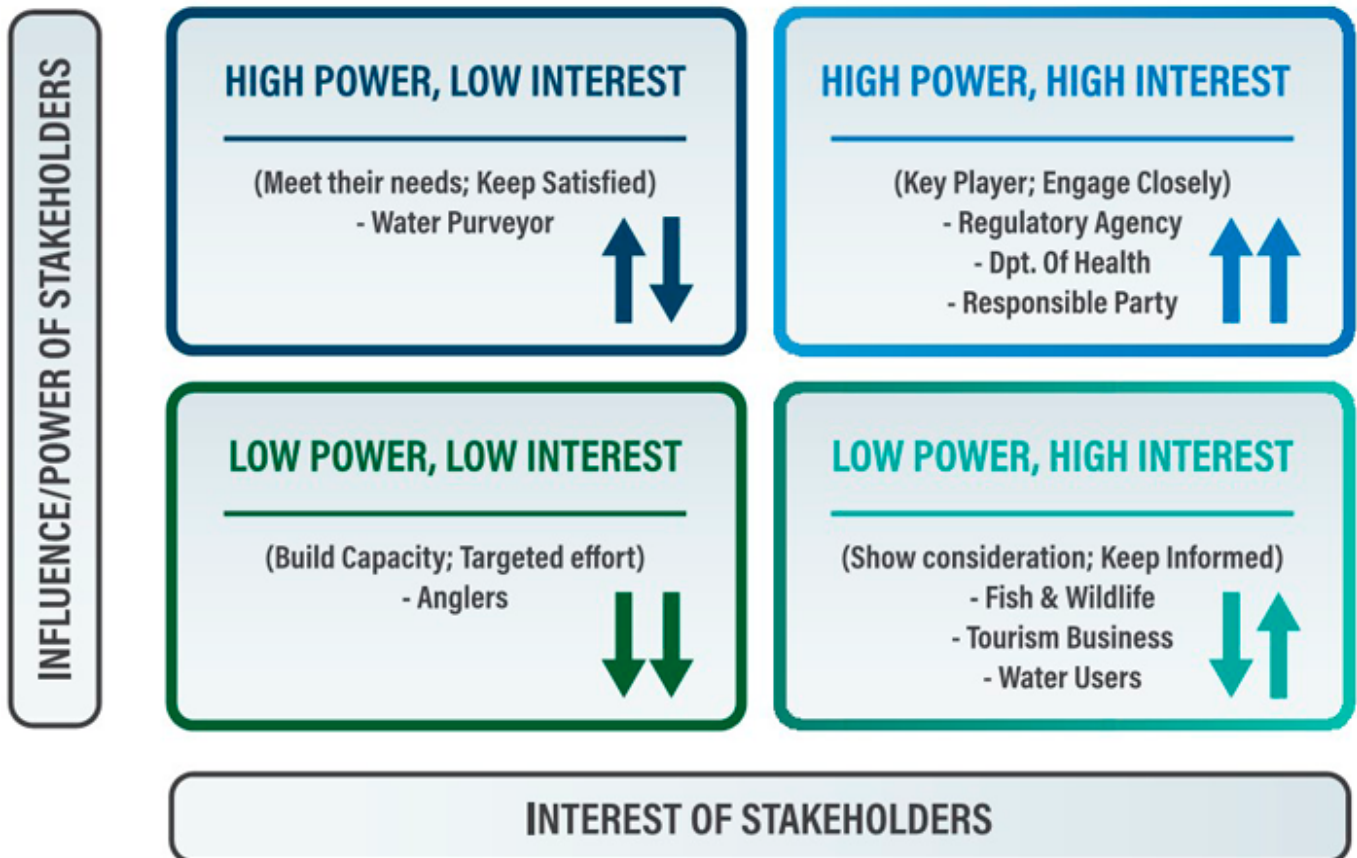 INFLUENCE/POWER OF STAKEHOLDERS
HIGH POWER, LOW INTEREST
(Meet their needs; Keep Satisfied)
- Water Purveyor
HIGH POWER, HIGH INTEREST
(Key Player; Engage Closely)
- Regulatory Agency
- Dpt. Of Health
- Responsible Party
LOW POWER, LOW INTEREST
(Build Capacity; Targeted effort)
- Anglers
LOW POWER, HIGH INTEREST
(Show consideration; Keep Informed)
- Fish & Wildlife
- Tourism Business
- Water Users
INTEREST OF STAKEHOLDERS